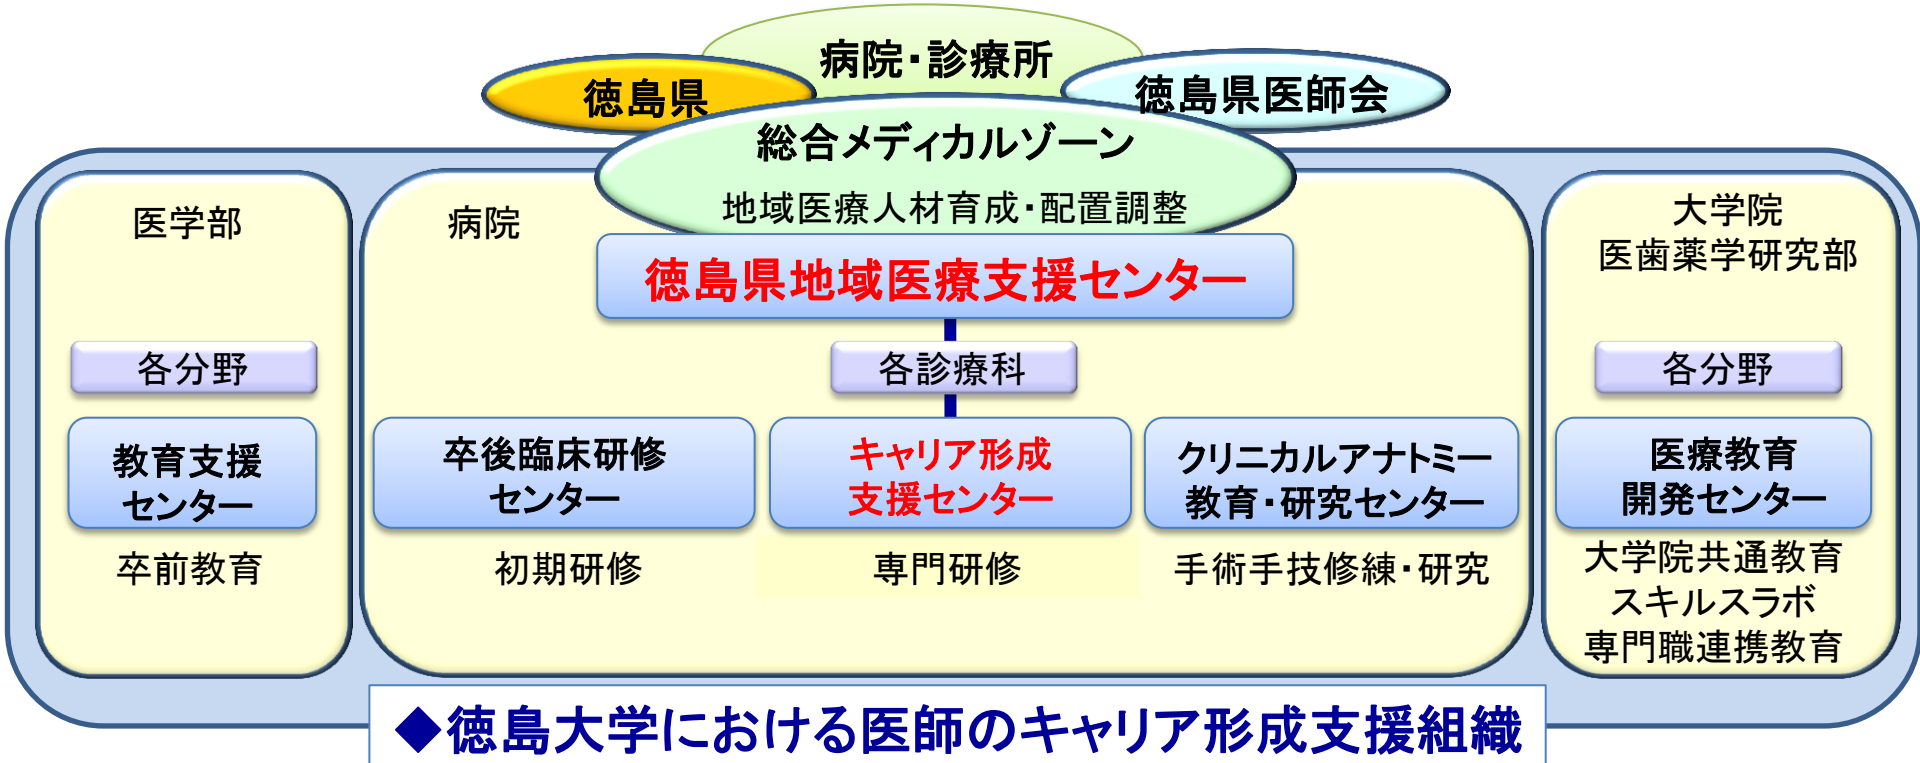 病院・診療所
徳島県
徳島県医師会
総合メディカルゾーン
地域医療人材育成・配置調整
徳島県地域医療支援センター
医学部
各分野
教育支援
センター
卒前教育
病院
各診療科
卒後臨床研修
センター
初期研修
キャリア形成
支援センター
専門研修
クリニカルアナトミー
教育・研究センター
手術手技修練・研究
大学院
医歯薬学研究部
各分野
医療教育
開発センター
大学院共通教育
スキルスラボ
専門職連携教育
◆徳島大学における医師のキャリア形成支援組織